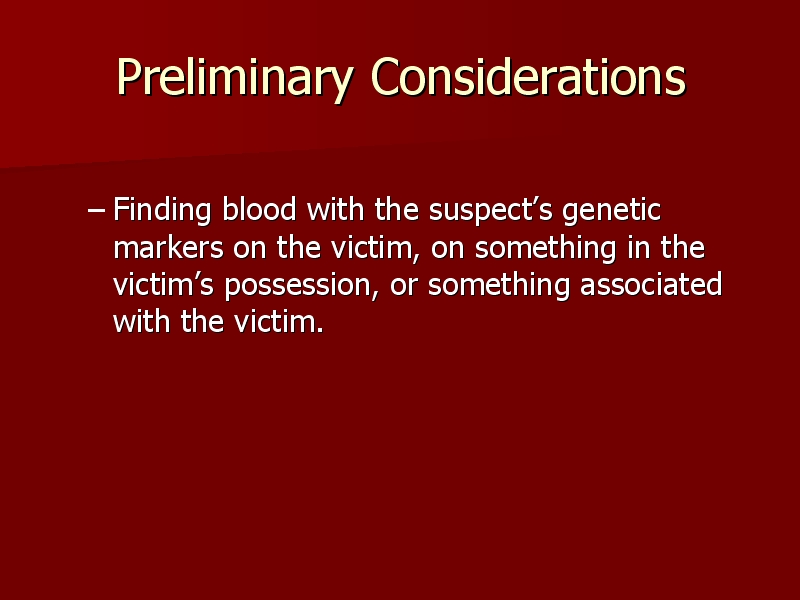 Preliminary Considerations
– Finding blood with the suspect’s genetic
markers on the victim, on something in the
victim’s possession, or something associated
with the victim.